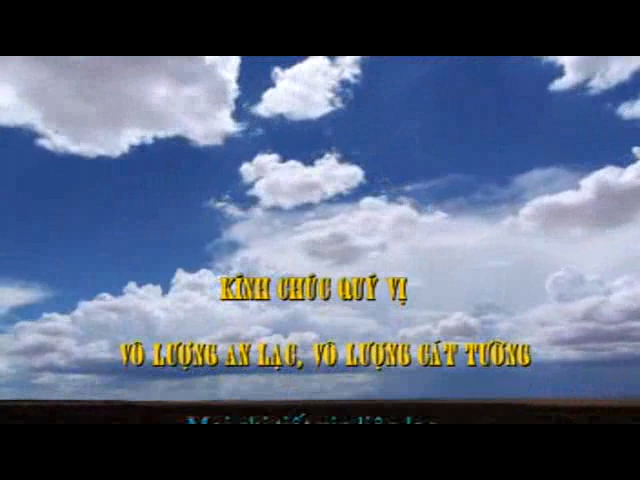 KÍNH CHÚC QUÝ VỊ
VÔ LƯỢNG AN LẠC, VÔ LƯỢNG CÁT TƯỜNG